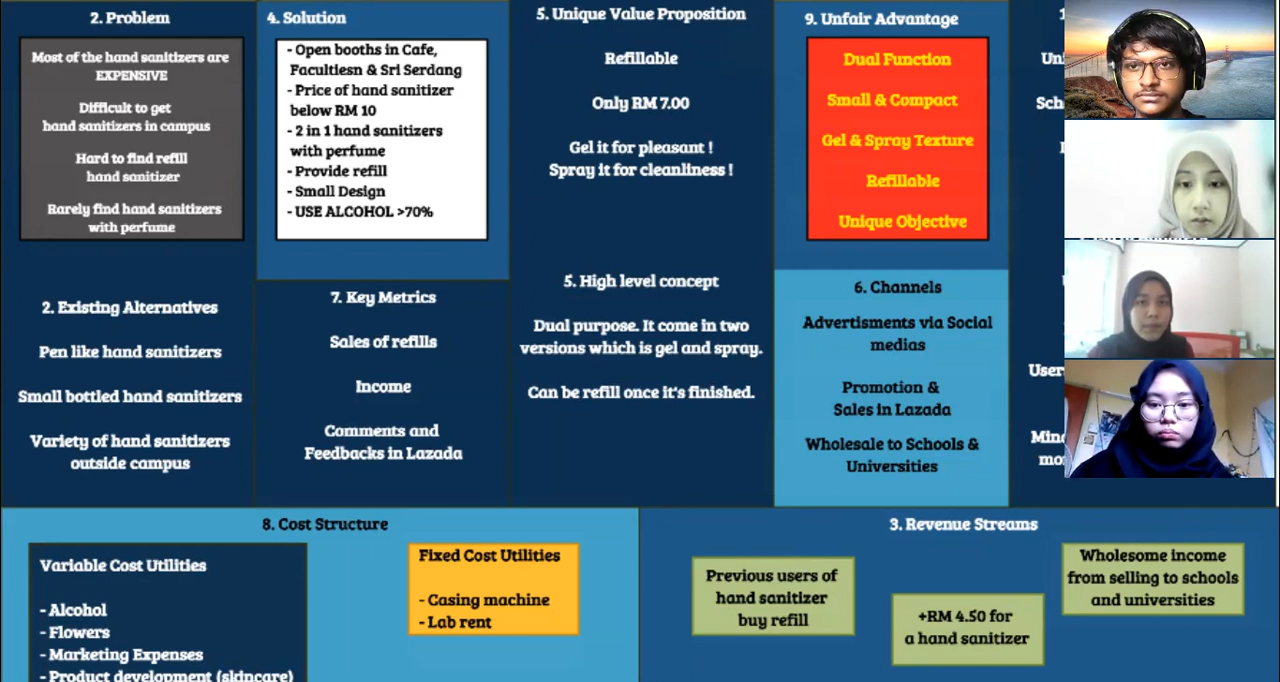 2. Problem
Most of the hand sanitizers are
EXPENSIVE
Difficult to get
hand sanitizers in campus
Hard to find refill
hand sanitizer
Rarely find hand sanitizers
with perfume
2. Existing Alternatives
Pen like hand sanitizers
Small bottled hand sanitizers
Variety of hand sanitizers
outside campus
4. Solution
- Open booths in Cafe,
Facultiesn & Sri Serdang
- Price of hand sanitizer
below RM 10
- 2 in 1 hand sanitizers
with perfume
- Provide refill
- Small Design
- USE ALCOHOL >70%
7. Key Metrics
Sales of refills
Income
Comments and
Feedbacks in Lazada
5. Unique Value Proposition
Refillable
Only RM 7.00
Gel it for pleasant !
Spray it for cleanliness !
5. High level concept
Dual purpose. It come in two
versions which is gel and spray.
Can be refill once it's finished.
9. Unfair Advantage
Dual Function
Small & Compact
Gel & Spray Texture
Refillable
Unique Objective
6. Channels
Advertisments via Social
medias
Promotion &
Sales in Lazada
Wholesale to Schools &
Universities
Sch
User
8. Cost Structure
Variable Cost Utilities
- Alcohol
- Flowers
- Marketing Expenses
- Product development (skincare)
Fixed Cost Utilities
- Casing machine
- Lab rent
3. Revenue Streams
Previous users of
hand sanitizer
buy refill
+RM 4.50 for
a hand sanitizer
Wholesome income
from selling to schools
and universities